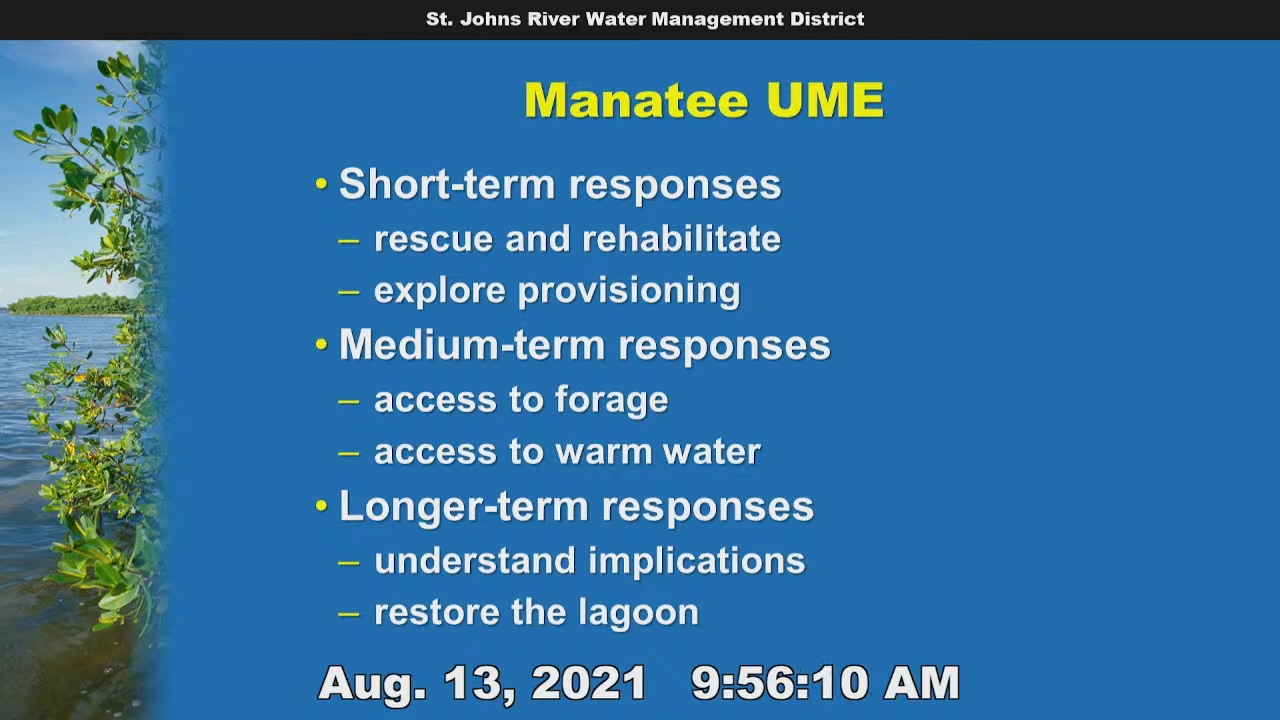 St. Johns River Water Management District
Manatee UME
• Short-term responses
– rescue and rehabilitate
– explore provisioning
• Medium-term responses
– access to forage
– access to warm water
• Longer-term responses
– understand implications
– restore the lagoon
Aug. 13, 2021 9:56:10 AM